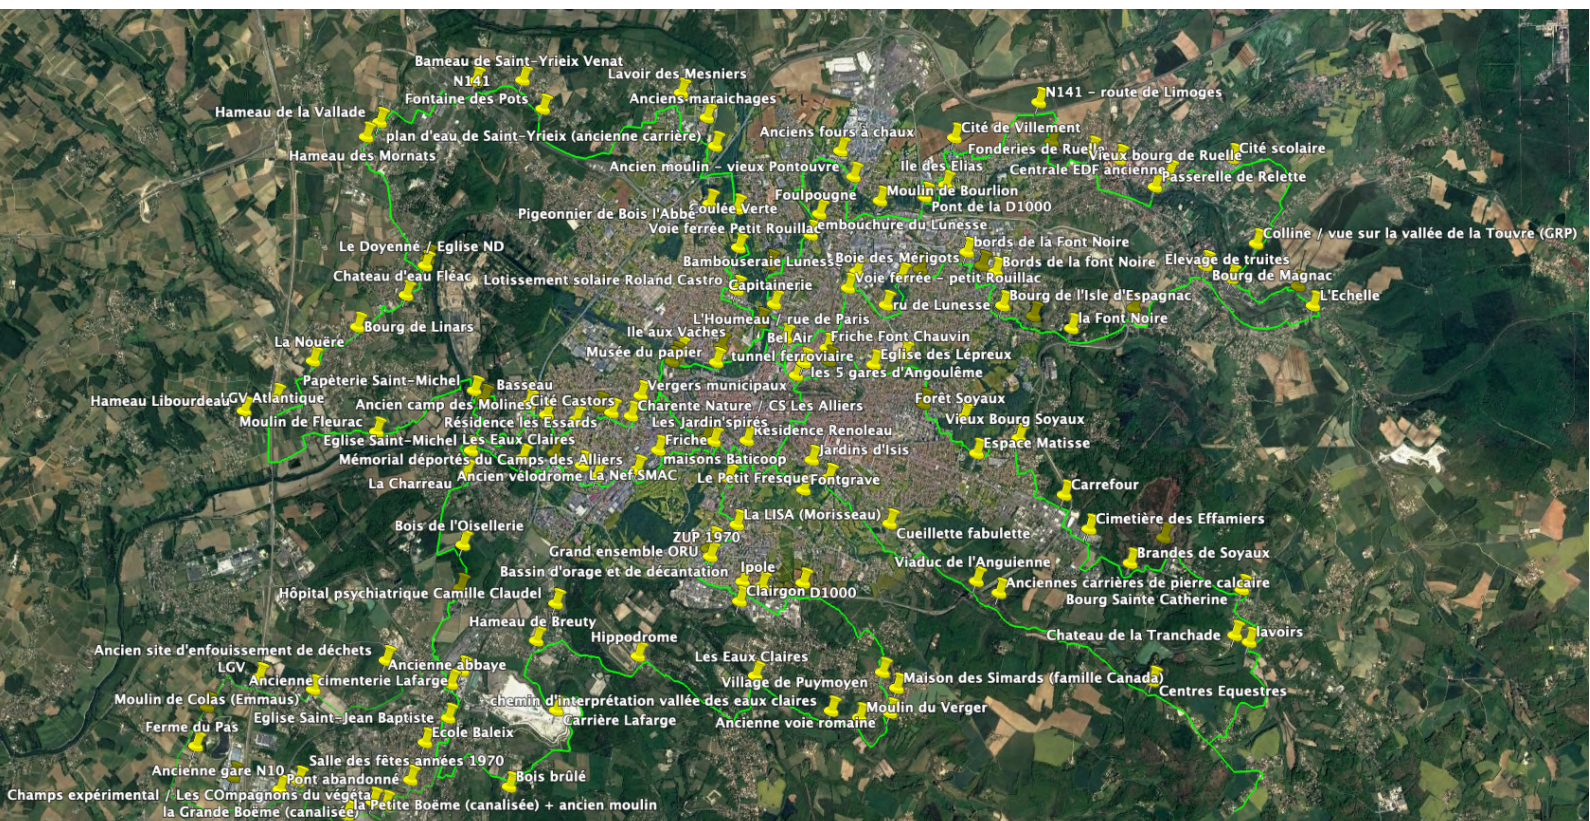 Bameau de Saint-Yrieix Venat
N141
Lavoir des Mesniers
Fontaine des Pots
Anciens maraichages
N141 - route de Limoges
Hameau de la Vallade
plan d'eau de Saint-Yrieix (ancienne carrière)
Anciens fours à chaux
Cité de Villement
Hameau des Mornats
Fonderies de Ruelle
Vieux bourg de Ruelle
Cité scolaire
Ancien moulin - vieux Pontouvre
Ile des Elias
Centrale EDF ancienne
Passerelle de Relette
Foulpougne
Moulin de Bourlion
Pigeonnier de Bois l'Abbé
Coulée Verte
Pont de la D1000
Voie ferrée Petit Rouillac
embouchure du Lunesse
Colline / vue sur la vallée de la Touvre (GRP)
Le Doyenné / Eglise ND
bords de la Font Noire
Bambouseraie Lunesse
Boie des Mérigots
Bords de la font Noire
Elevage de truites
Chateau d'eau Fléac
Lotissement solaire Roland Castro
Capitainerie
Voie ferrée - petit Rouillac
Bourg de Magnac
ru de Lunesse
Bourg de l'Isle d'Espagnac
L'Echelle
Bourg de Linars
L'Houmeau / rue de Paris
la Font Noire
Ile aux Vaches
Bel Air
Friche Font Chauvin
La Nouère
Musée du papier
tunnel ferroviaire
Eglise des Lépreux
les 5 gares d'Angoulême
Papèterie Saint-Michel
Basseau
Vergers municipaux
Hameau Libourdeau
LGV Atlantique
Ancien camp des Molines
Cité Castors
Charente Nature / CS Les Alliers
Forêt Soyaux
Moulin de Fleurac
Résidence les Essards
Les Jardin'spirés
Résidence Renoleau
Vieux Bourg Soyaux
Eglise Saint-Michel
Les Eaux Claires
Friche
Espace Matisse
Mémorial déportés du Camps des Alliers
maisons Baticoop
Jardins d'Isis
La Charreau
Ancien vélodrome
La Nef SMAC
Le Petit Fresque
Fontgrave
Carrefour
Bois de l'Oisellerie
La LISA (Morisseau)
Cueillette fabulette
Cimetière des Effamiers
ZUP 1970
Grand ensemble ORU
Brandes de Soyaux
Bassin d'orage et de décantation
Ipole
Viaduc de l'Anguienne
Hôpital psychiatrique Camille Claudel
Clairgon
D1000
Anciennes carrières de pierre calcaire
Bourg Sainte Catherine
Hameau de Breuty
Hippodrome
Chateau de la Tranchade
lavoirs
Ancien site d'enfouissement de déchets
LGV
Ancienne abbaye
Les Eaux Claires
Ancienne cimenterie Lafarge
Village de Puymoyen
Maison des Simards (famille Canada)
Centres Equestres
Moulin de Colas (Emmaus)
chemin d'interprétation vallée des eaux claires
Moulin du Verger
Eglise Saint-Jean Baptiste
Carrière Lafarge
Ancienne voie romaine
Ferme du Pas
Ecole Baleix
Salle des fêtes années 1970
Ancienne gare N10
Pont abandonné
Bois brûlé
Champs expérimental / Les COmpagnons du végéta
la Petite Boëme (canalisée) + ancien moulin
la Grande Boëme (canalisée)